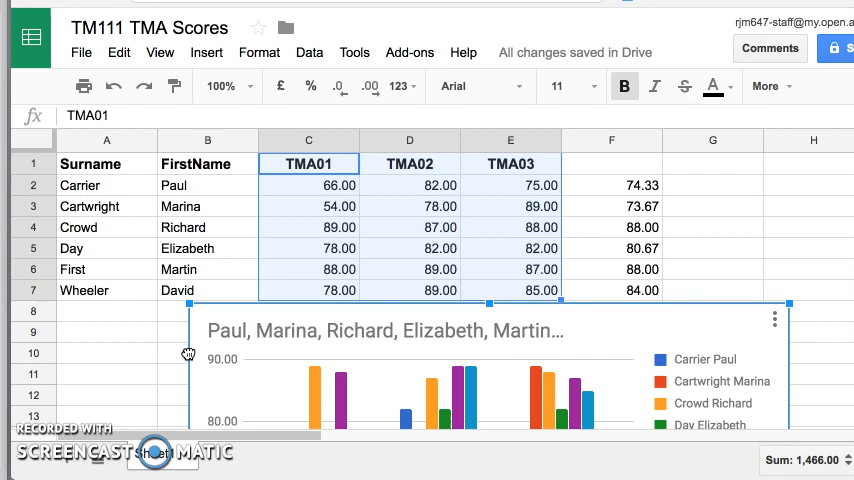 TM111 TMA Scores
rjm647-staff@my.open.a
File Edit View Insert Format Data Tools Add-ons Help All changes saved in Drive
Comments S
100% £ % .0 .00 123 Arial 11 B I S A More
fx TMA01
A B C D E F G H
1 Surname FirstName TMA01 TMA02 TMA03
2 Carrier Paul 66.00 82.00 75.00 74.33
3 Cartwright Marina 54.00 78.00 89.00 73.67
4 Crowd Richard 89.00 87.00 88.00 88.00
5 Day Elizabeth 78.00 82.00 82.00 80.67
6 First Martin 88.00 89.00 87.00 88.00
7 Wheeler David 78.00 89.00 85.00 84.00
8
9 Paul, Marina, Richard, Elizabeth, Martin...
10 90.00 Carrier Paul
11 Cartwright Marina
12 Crowd Richard
13 80.00 Day Elizabeth
RECORDED WITH
SCREENCAST MATIC
Sum: 1,466.00